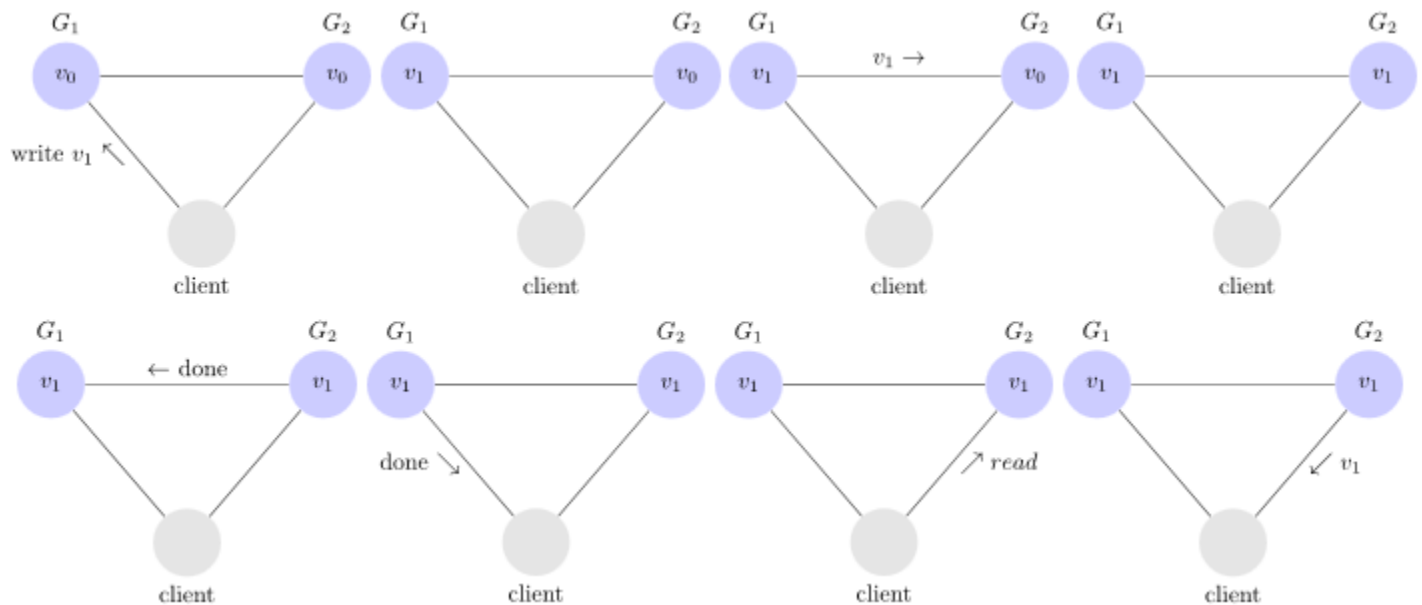 G₁ G₂ G₁ G₂ G₁ G₂ G₁ G₂
v₀ v₀ v₁ v₀ v₁ v₁ → v₀ v₁ v₁
write v₁ ↖
client client client client
G₁ G₂ G₁ G₂ G₁ G₂ G₁ G₂
v₁ ← done v₁ v₁ v₁ v₁ v₁ v₁ v₁
done ↘ ↗ read ↙ v₁
client client client client